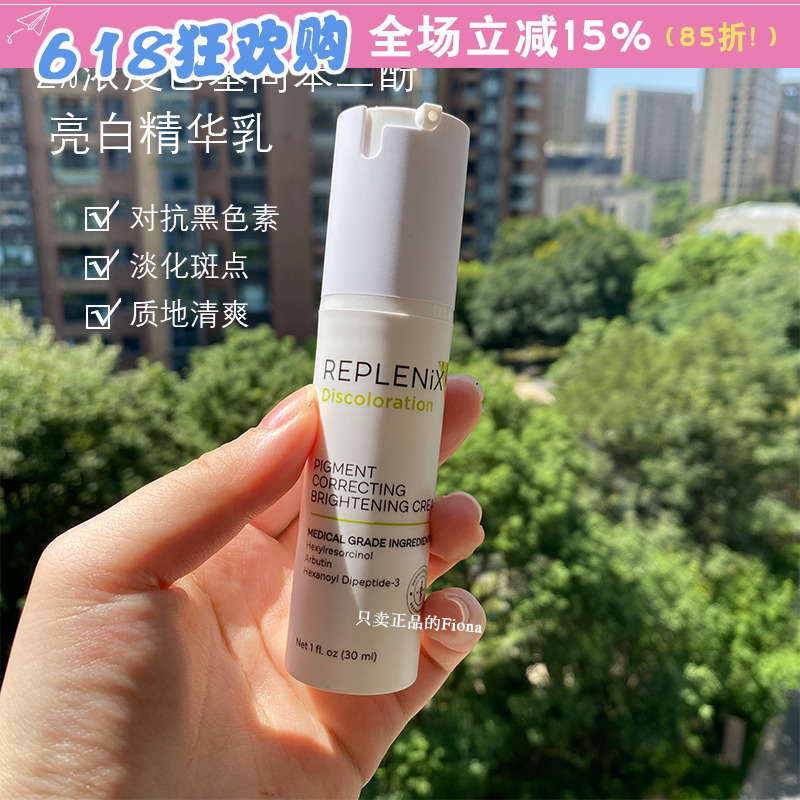 618狂欢购 全场立减15%(85折!)
亮白精华乳
对抗黑色素
淡化斑点
质地清爽
REPLENiX
Discoloration
PIGMENT
CORRECTING
BRIGHTENING
MEDICAL GRADE
Hexylresorcinol
Arbutin
Hexanoyl Dipeptide-3
只卖正品的Fiona
Net 1 fl. oz (30 ml)